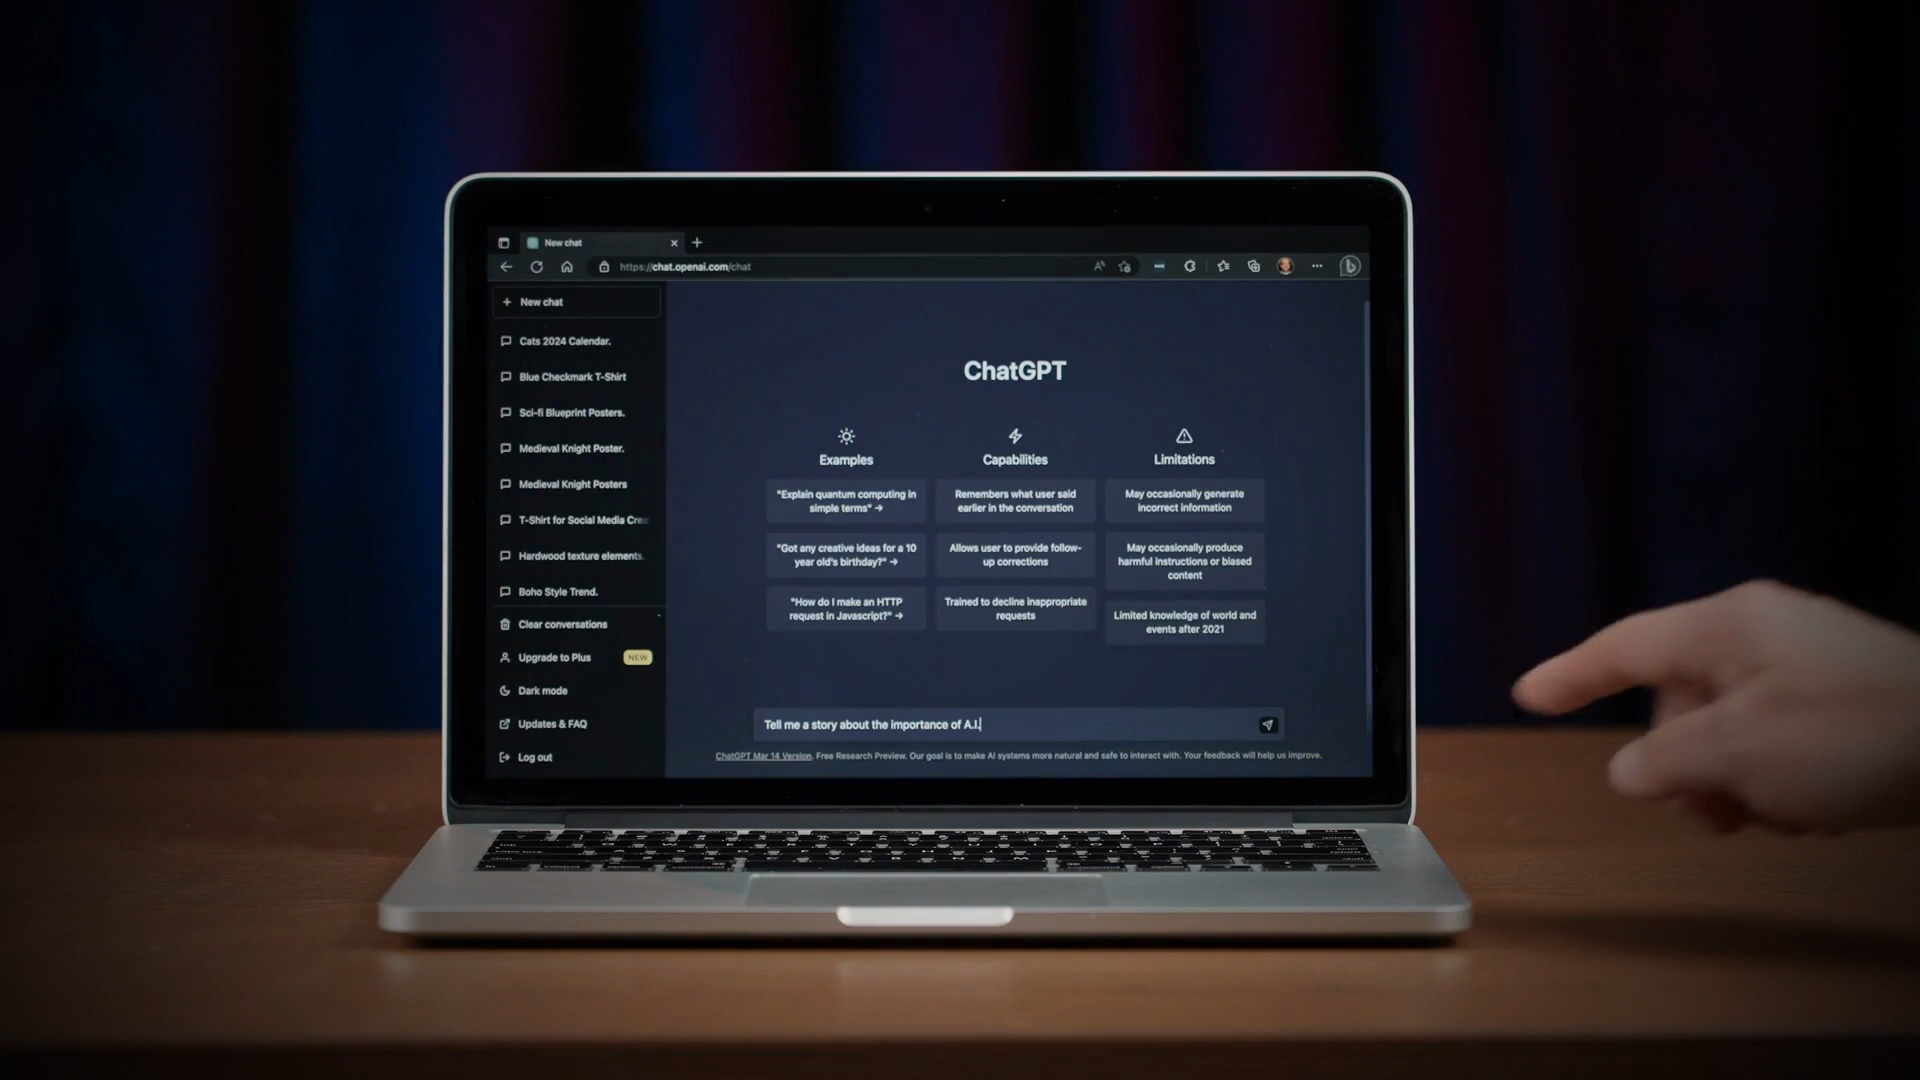 New chat
https://chat.openai.com/chat
New chat
Cats 2024 Calendar.
Blue Checkmark T-Shirt
Sci-fi Blueprint Posters.
Medieval Knight Poster.
Medieval Knight Posters
T-Shirt for Social Media Crea
Hardwood texture elements.
Boho Style Trend.
Clear conversations
Upgrade to Plus NEW
Dark mode
Updates & FAQ
Log out
ChatGPT
Examples
"Explain quantum computing in
simple terms" →
"Got any creative ideas for a 10
year old's birthday?" →
"How do I make an HTTP
request in Javascript?" →
Capabilities
Remembers what user said
earlier in the conversation
Allows user to provide follow-
up corrections
Trained to decline inappropriate
requests
Limitations
May occasionally generate
incorrect information
May occasionally produce
harmful instructions or biased
content
Limited knowledge of world and
events after 2021
Tell me a story about the importance of A.I.
ChatGPT Mar 14 Version. Free Research Preview. Our goal is to make AI systems more natural and safe to interact with. Your feedback will help us improve.